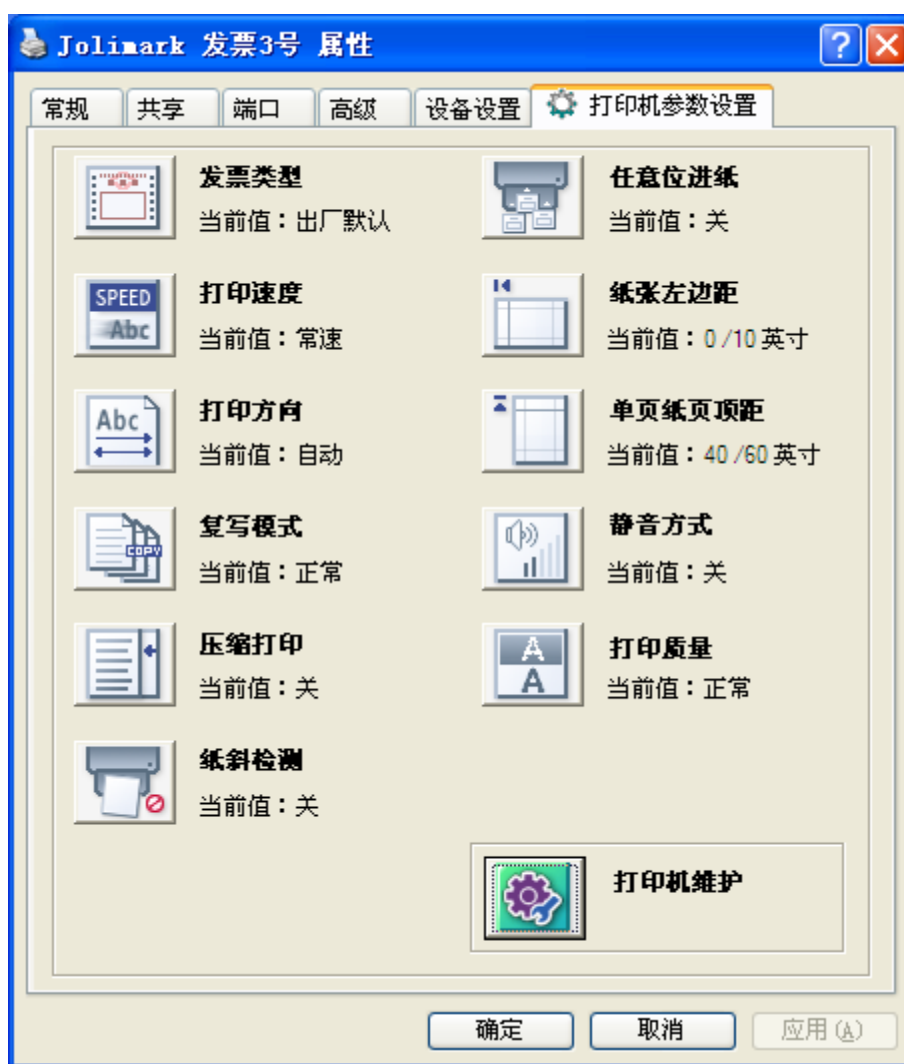 Jolimark 发票3号 属性
常规 共享 端口 高级 设备设置 打印机参数设置
发票类型
当前值：出厂默认
任意位进纸
当前值：关
SPEED
Abc
打印速度
当前值：常速
纸张左边距
当前值：0/10英寸
Abc
打印方向
当前值：自动
单页纸页顶距
当前值：40/60英寸
COPY
复写模式
当前值：正常
静音方式
当前值：关
压缩打印
当前值：关
A
A
打印质量
当前值：正常
纸斜检测
当前值：关
打印机维护
确定 取消 应用(A)